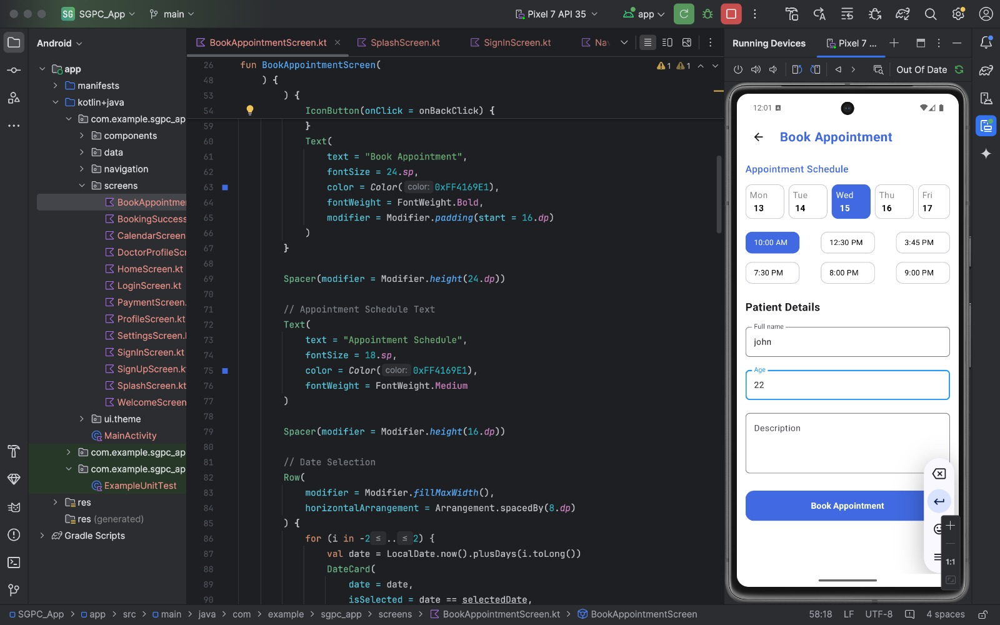 SG SGPC_App main Pixel 7 API 35 app
Android
app
manifests
kotlin+java
com.example.sgpc_ap
components
data
navigation
screens
BookAppointme
BookingSuccess
CalendarScreen
DoctorProfileScr
HomeScreen.kt
LoginScreen.kt
PaymentScreen.
ProfileScreen.kt
SettingsScreen.
SignInScreen.kt
SignUpScreen.k
SplashScreen.kt
WelcomeScreen
ui.theme
MainActivity
com.example.sgpc_ap
com.example.sgpc_ap
ExampleUnitTest
res
res (generated)
Gradle Scripts
BookAppointmentScreen.kt SplashScreen.kt SignInScreen.kt Na
1 1
26 fun BookAppointmentScreen(
48 ) {
53 ) {
54 IconButton(onClick = onBackClick) {
59 }
60 Text(
61 text = "Book Appointment",
62 fontSize = 24.sp,
63 color = Color( color: 0xFF4169E1),
64 fontWeight = FontWeight.Bold,
65 modifier = Modifier.padding(start = 16.dp)
66 )
67 }
68
69 Spacer(modifier = Modifier.height(24.dp))
70
71 // Appointment Schedule Text
72 Text(
73 text = "Appointment Schedule",
74 fontSize = 18.sp,
75 color = Color( color: 0xFF4169E1),
76 fontWeight = FontWeight.Medium
77 )
78
79 Spacer(modifier = Modifier.height(16.dp))
80
81 // Date Selection
82 Row(
83 modifier = Modifier.fillMaxWidth(),
84 horizontalArrangement = Arrangement.spacedBy(8.dp)
85 ) {
86 for (i in -2 ≤ .. ≤ 2) {
87 val date = LocalDate.now().plusDays(i.toLong())
88 DateCard(
89 date = date,
90 isSelected = date == selectedDate,
Running Devices Pixel 7 ...
Out Of Date
12:01
Book Appointment
Appointment Schedule
Mon Tue Wed Thu Fri
13 14 15 16 17
10:00 AM 12:30 PM 3:45 PM
7:30 PM 8:00 PM 9:00 PM
Patient Details
Full name
john
Age
22
Description
Book Appointment
1:1
SGPC_App > app > src > main > java > com > example > sgpc_app > screens > BookAppointmentScreen.kt > BookAppointmentScreen 58:18 LF UTF-8 4 spaces